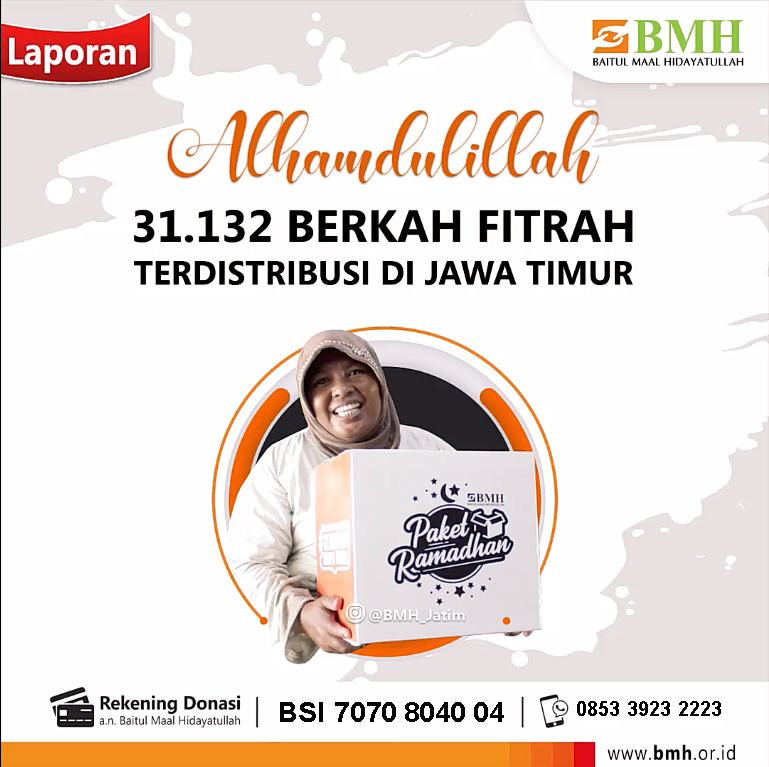 Laporan
BMH
BAITUL MAAL HIDAYATULLAH
Alhamdulillah
31.132 BERKAH FITRAH
TERDISTRIBUSI DI JAWA TIMUR
BMH
Paket
Ramadhan
@BMH_Jatim
Rekening Donasi
a.n. Baitul Maal Hidayatullah
BSI 7070 8040 04
0853 3923 2223
www.bmh.or.id